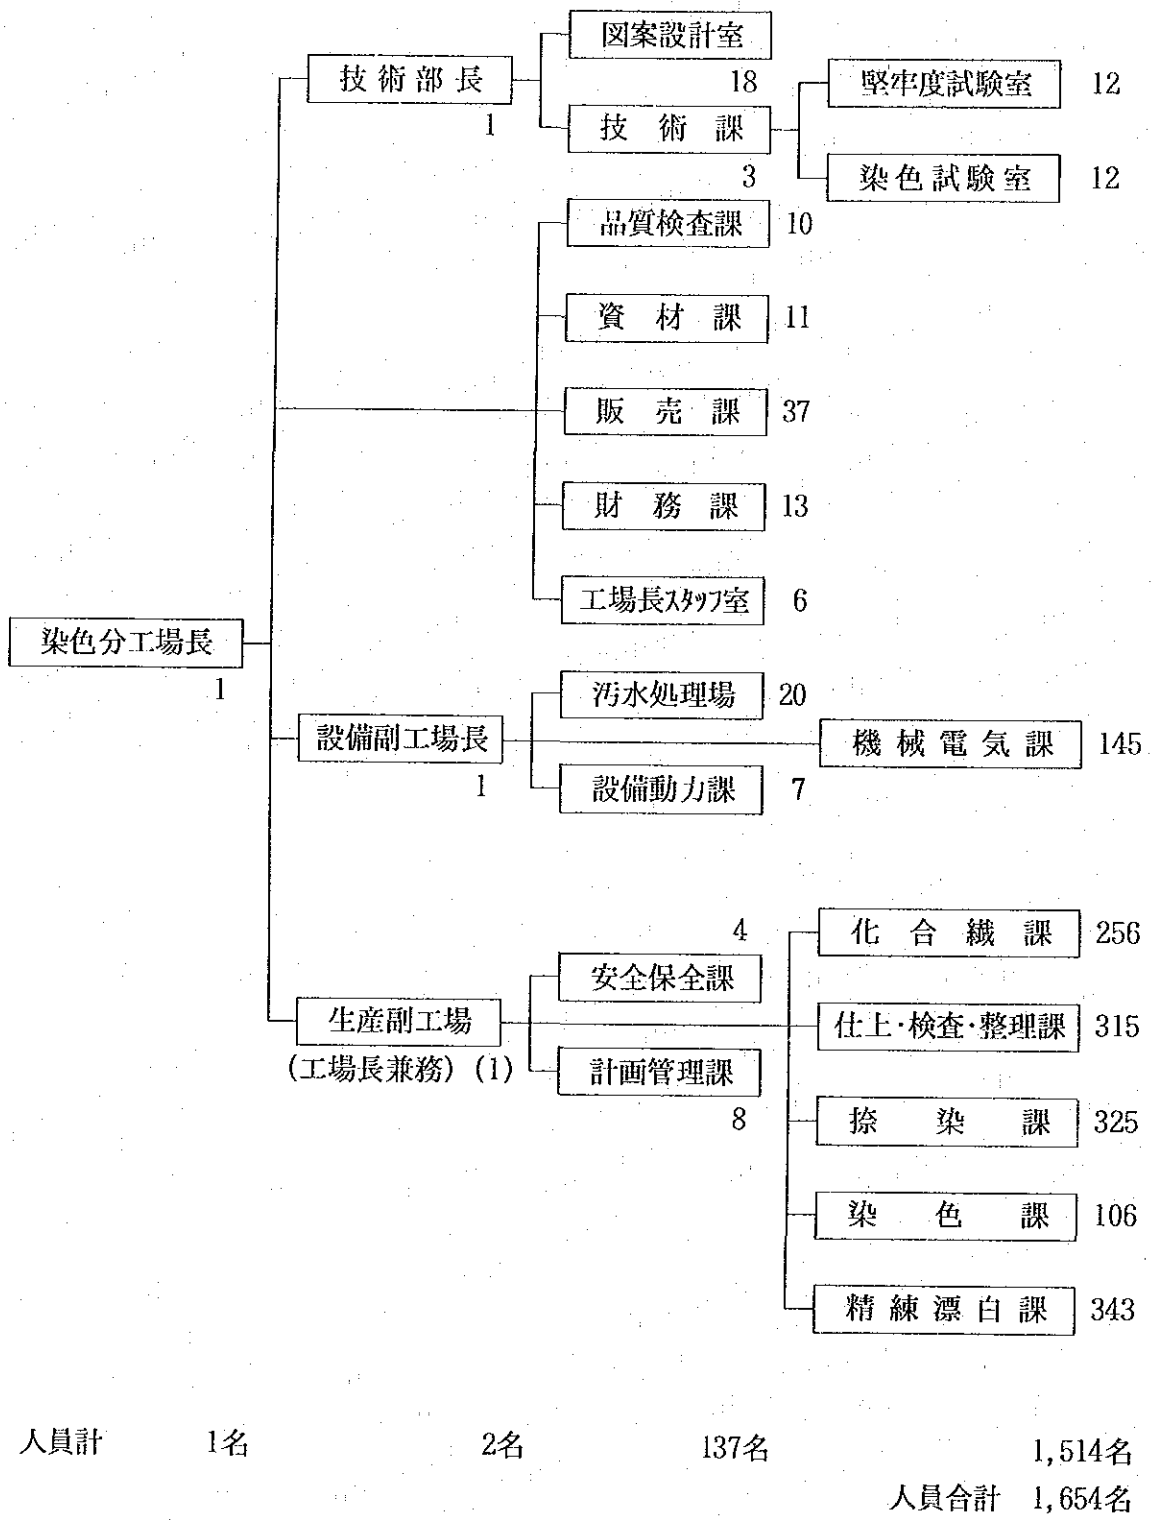 図案設計室
18
技術部長
1
堅牢度試験室 12
技術課
3
染色試験室 12
品質検査課 10
資材課 11
販売課 37
財務課 13
工場長スタッフ室 6
染色分工場長
1
汚水処理場 20
設備副工場長
1
機械電気課 145
設備動力課 7
4
化合繊課 256
安全保全課
生産副工場
(工場長兼務) (1)
仕上・検査・整理課 315
計画管理課
8
捺染課 325
染色課 106
精練漂白課 343
人員計 1名 2名 137名 1,514名
人員合計 1,654名